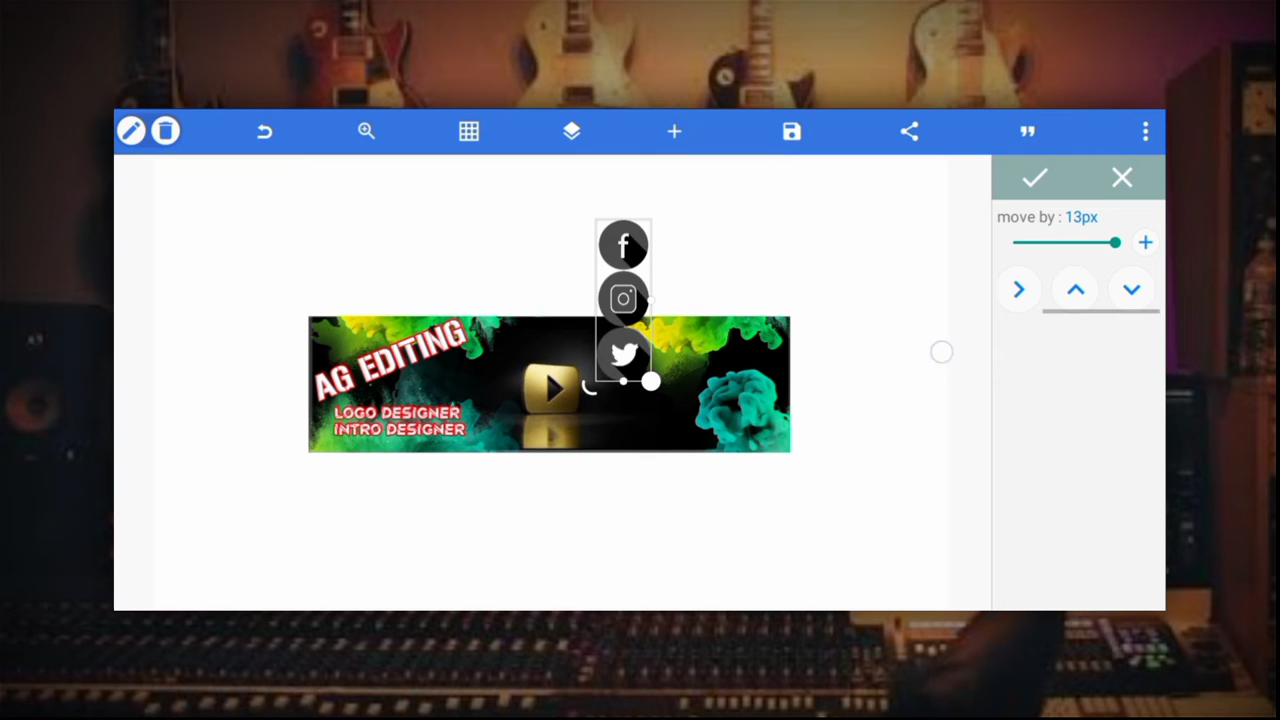 move by : 13px
AG EDITING
LOGO DESIGNER
INTRO DESIGNER